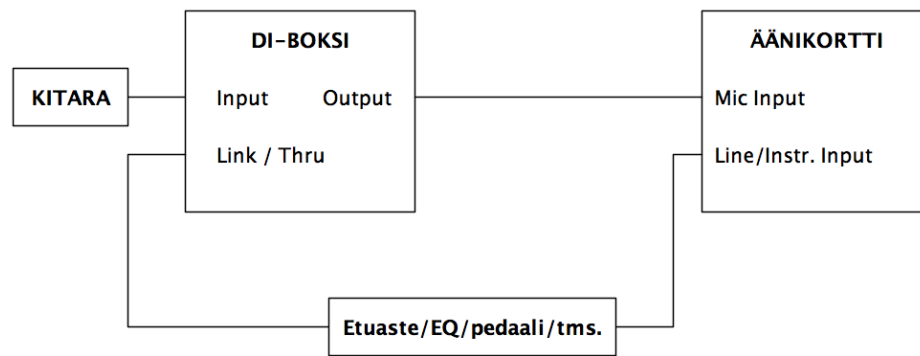 DI-BOKSI
ÄÄNIKORTTI
KITARA
Input
Output
Mic Input
Link / Thru
Line/Instr. Input
Etuaste/EQ/pedaali/tms.